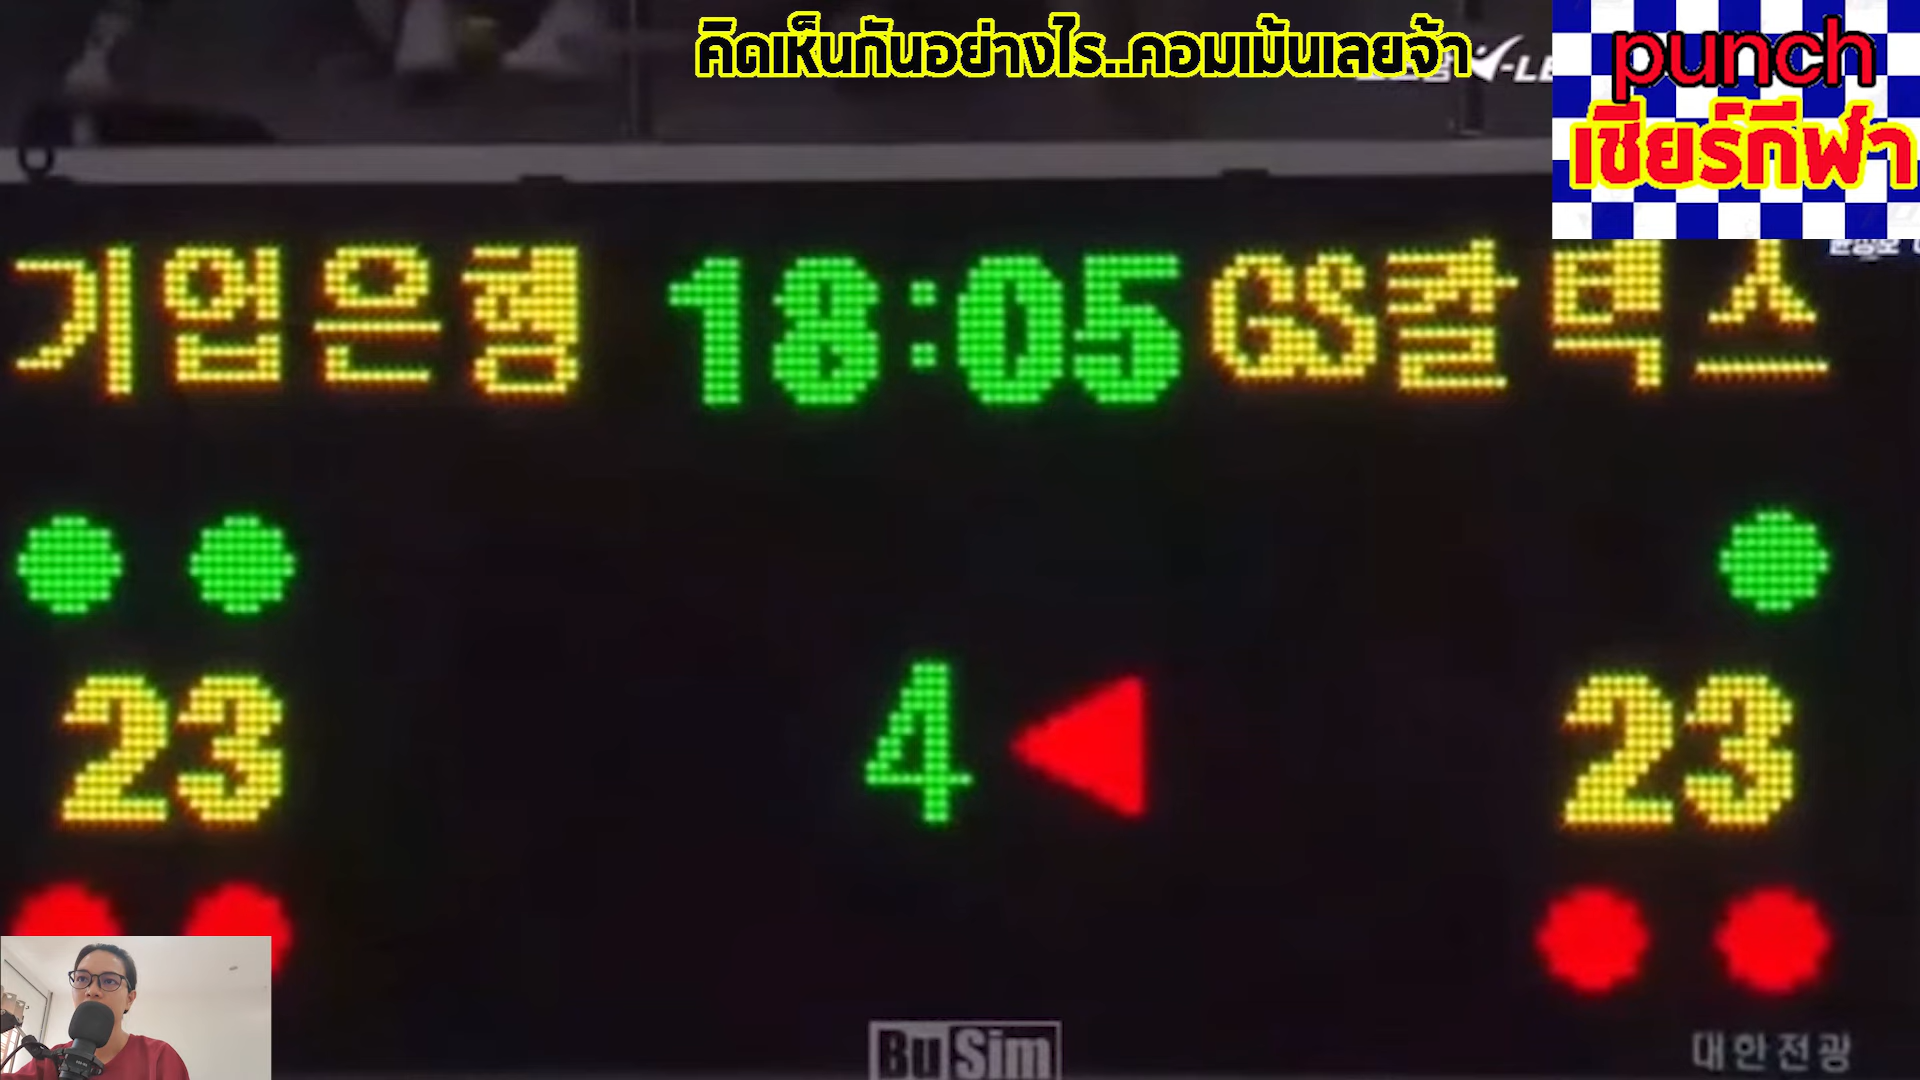 คิดเห็นกันอย่างไร..คอมเม้นเลยจ้า
V-LE
punch
เชียร์กีฬา
기업은행 18:05 GS칼텍스
23 4 23
BuSim
대한전광